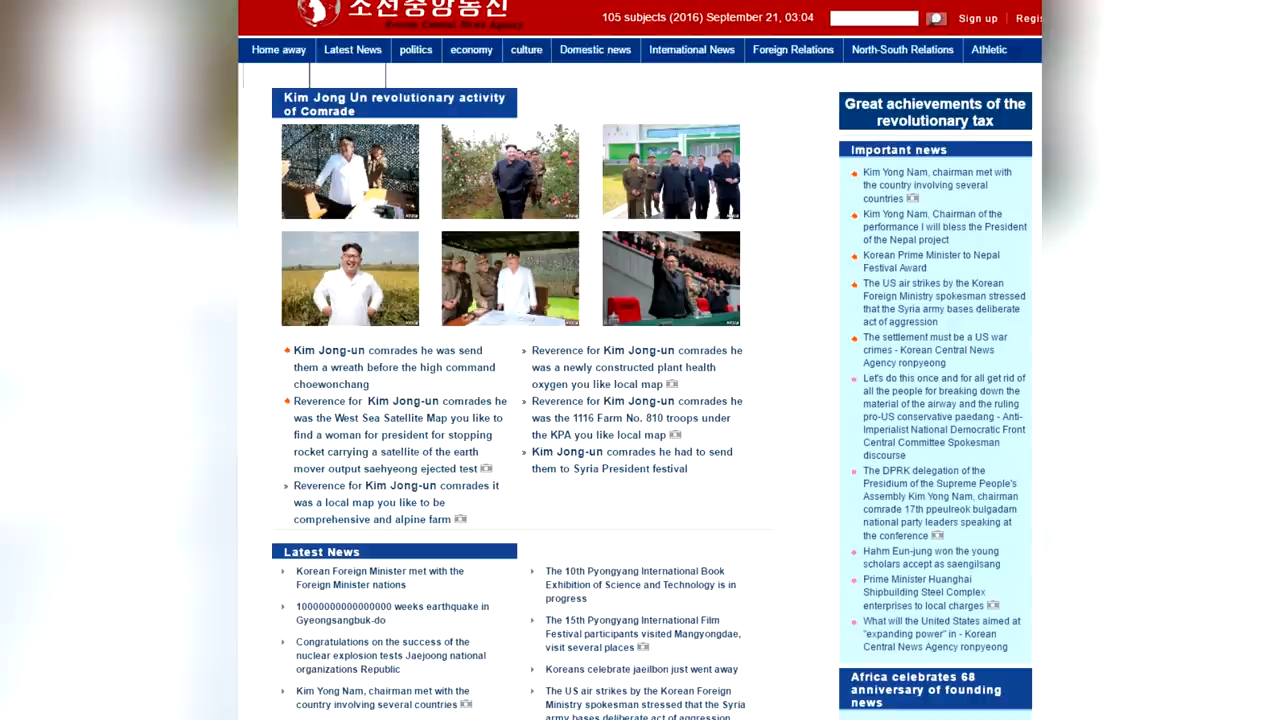 조선중앙통신
Korean Central News Agency
105 subjects (2016) September 21, 03:04
Sign up
Regis
Home away
Latest News
politics
economy
culture
Domestic news
International News
Foreign Relations
North-South Relations
Athletic
Kim Jong Un revolutionary activity
of Comrade
Kim Jong-un comrades he was send
them a wreath before the high command
choewonchang
Reverence for Kim Jong-un comrades he
was the West Sea Satellite Map you like to
find a woman for president for stopping
rocket carrying a satellite of the earth
mover output saehyeong ejected test
Reverence for Kim Jong-un comrades it
was a local map you like to be
comprehensive and alpine farm
Reverence for Kim Jong-un comrades he
was a newly constructed plant health
oxygen you like local map
Reverence for Kim Jong-un comrades he
was the 1116 Farm No. 810 troops under
the KPA you like local map
Kim Jong-un comrades he had to send
them to Syria President festival
Latest News
Korean Foreign Minister met with the
Foreign Minister nations
10000000000000000 weeks earthquake in
Gyeongsangbuk-do
Congratulations on the success of the
nuclear explosion tests Jaejoong national
organizations Republic
Kim Yong Nam, chairman met with the
country involving several countries
The 10th Pyongyang International Book
Exhibition of Science and Technology is in
progress
The 15th Pyongyang International Film
Festival participants visited Mangyongdae,
visit several places
Koreans celebrate jaeilbon just went away
The US air strikes by the Korean Foreign
Ministry spokesman stressed that the Syria
army bases deliberate act of aggression
Great achievements of the
revolutionary tax
Important news
Kim Yong Nam, chairman met with
the country involving several
countries
Kim Yong Nam, Chairman of the
performance I will bless the President
of the Nepal project
Korean Prime Minister to Nepal
Festival Award
The US air strikes by the Korean
Foreign Ministry spokesman stressed
that the Syria army bases deliberate
act of aggression
The settlement must be a US war
crimes - Korean Central News
Agency ronpyeong
Let's do this once and for all get rid of
all the people for breaking down the
material of the airway and the ruling
pro-US conservative paedang - Anti-
Imperialist National Democratic Front
Central Committee Spokesman
discourse
The DPRK delegation of the
Presidium of the Supreme People's
Assembly Kim Yong Nam, chairman
comrade 17th ppeulreok bulgadam
national party leaders speaking at
the conference
Hahm Eun-jung won the young
scholars accept as saengilsang
Prime Minister Huanghai
Shipbuilding Steel Complex
enterprises to local charges
What will the United States aimed at
"expanding power" in - Korean
Central News Agency ronpyeong
Africa celebrates 68
anniversary of founding
news